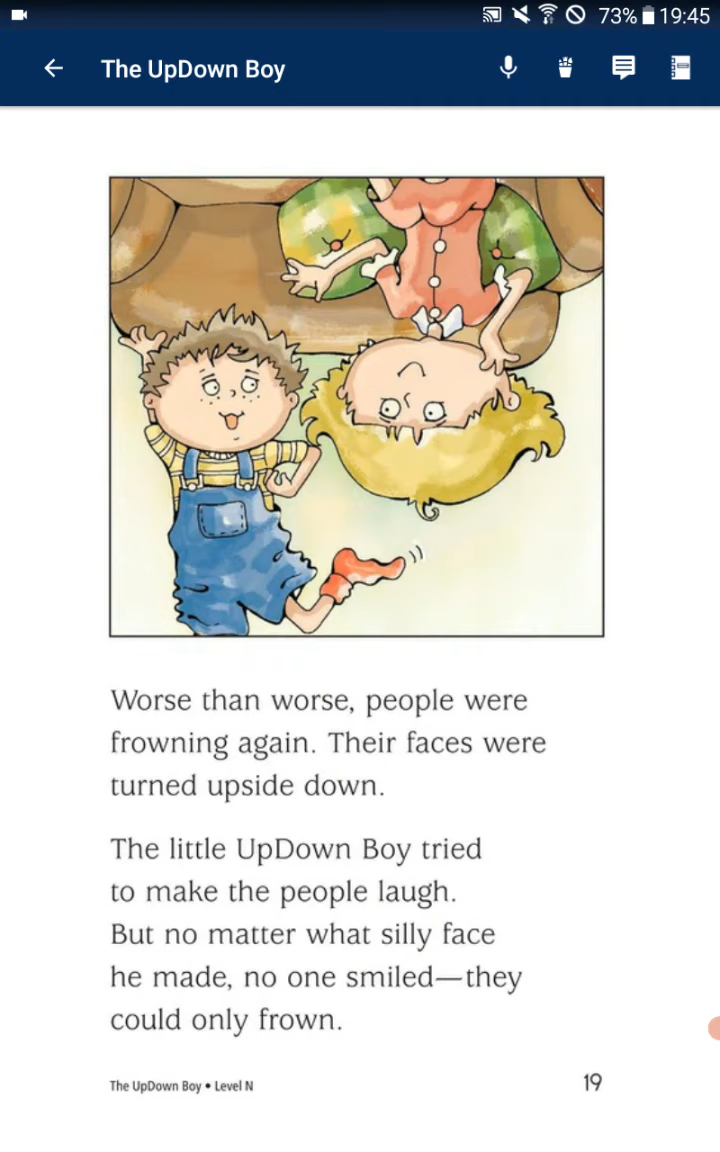 73% 19:45
The UpDown Boy
Worse than worse, people were
frowning again. Their faces were
turned upside down.
The little UpDown Boy tried
to make the people laugh.
But no matter what silly face
he made, no one smiled—they
could only frown.
The UpDown Boy • Level N
19